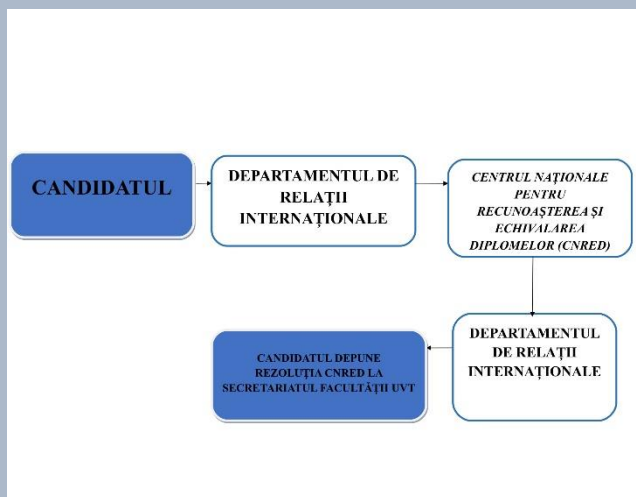 CANDIDATUL
DEPARTAMENTUL DE
RELAȚII
INTERNAȚIONALE
CENTRUL NAȚIONALE
PENTRU
RECUNOAȘTEREA ȘI
ECHIVALAREA
DIPLOMELOR (CNRED)
DEPARTAMENTUL
DE RELAȚII
INTERNAȚIONALE
CANDIDATUL DEPUNE
REZOLUȚIA CNRED LA
SECRETARIATUL FACULTĂȚII UVT